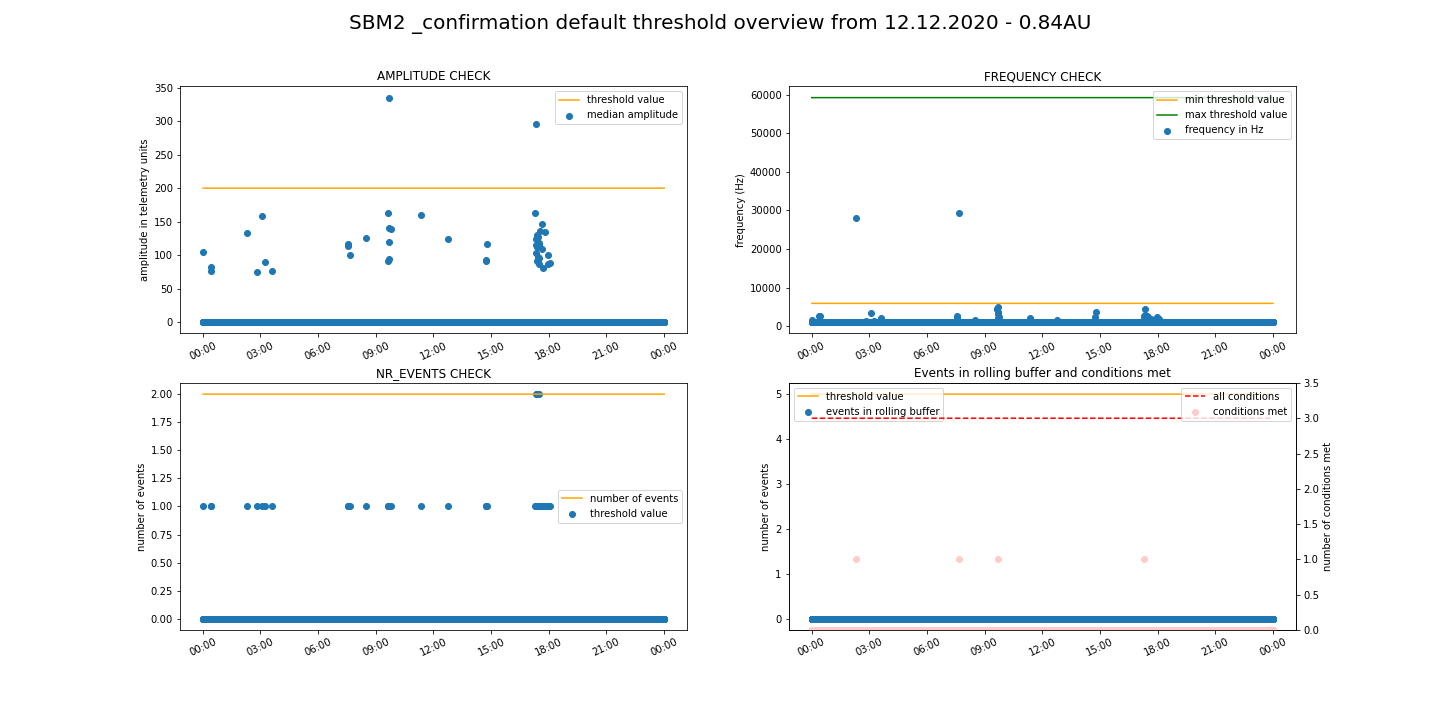 SBM2 _confirmation default threshold overview from 12.12.2020 - 0.84AU
AMPLITUDE CHECK
350
300
250
200
150
100
50
0
amplitude in telemetry units
threshold value
median amplitude
00:00 03:00 06:00 09:00 12:00 15:00 18:00 21:00 00:00
FREQUENCY CHECK
60000
50000
40000
30000
20000
10000
0
frequency (Hz)
min threshold value
max threshold value
frequency in Hz
00:00 03:00 06:00 09:00 12:00 15:00 18:00 21:00 00:00
NR_EVENTS CHECK
2.00
1.75
1.50
1.25
1.00
0.75
0.50
0.25
0.00
number of events
number of events
threshold value
00:00 03:00 06:00 09:00 12:00 15:00 18:00 21:00 00:00
Events in rolling buffer and conditions met
5
4
3
2
1
0
number of events
threshold value
events in rolling buffer
all conditions
conditions met
3.5
3.0
2.5
2.0
1.5
1.0
0.5
0.0
number of conditions met
00:00 03:00 06:00 09:00 12:00 15:00 18:00 21:00 00:00